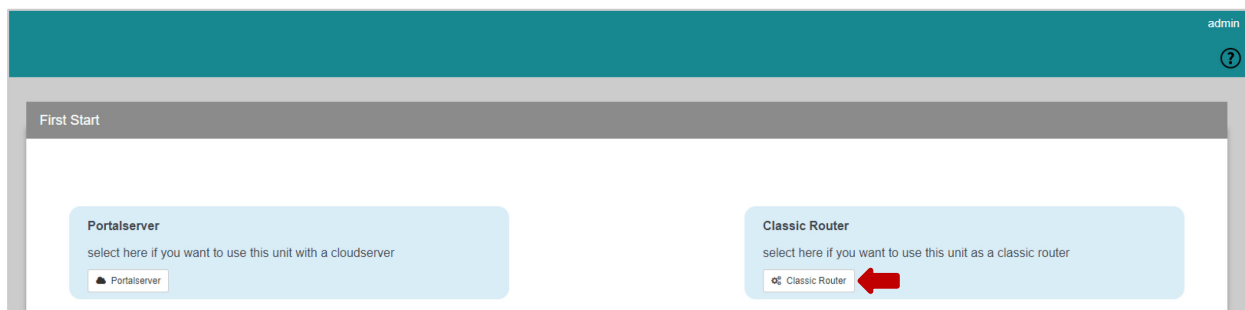 admin
?
First Start
Portalserver
select here if you want to use this unit with a cloudserver
Portalserver
Classic Router
select here if you want to use this unit as a classic router
Classic Router